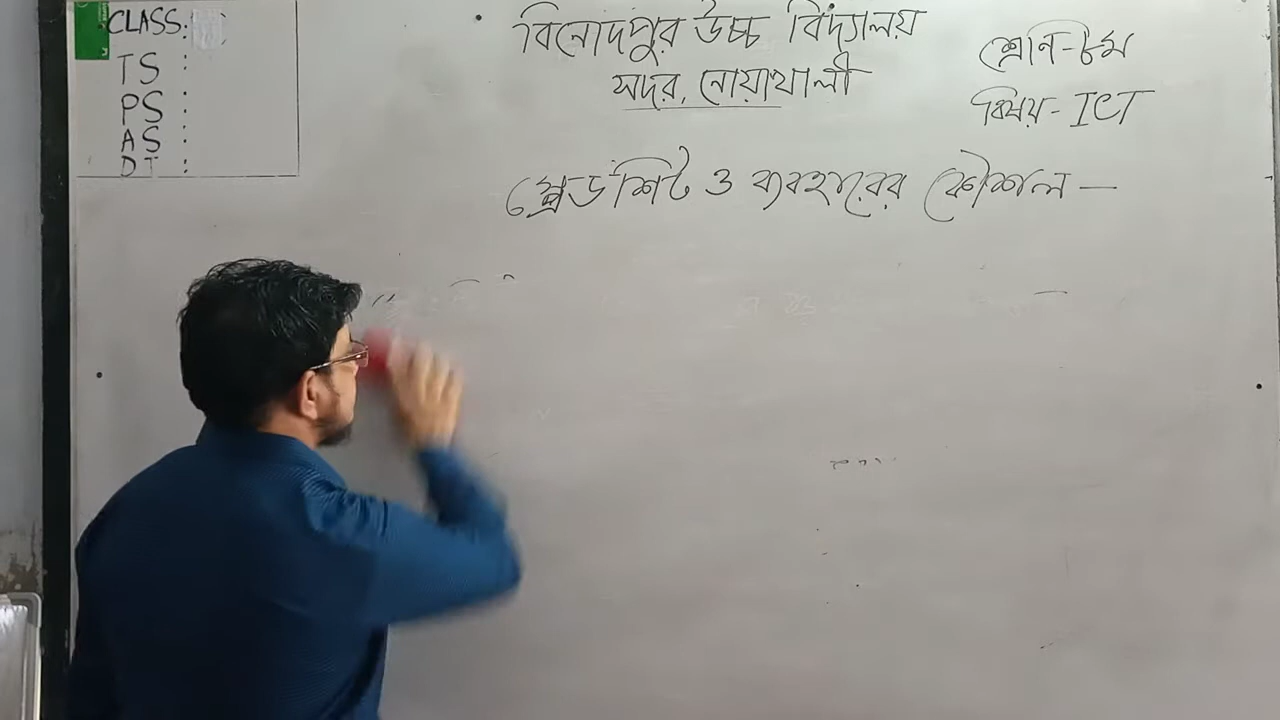 CLASS:
TS :
PS :
AS :
DT :
বিনোদপুর উচ্চ বিদ্যালয়
সদর, নোয়াখালী
শ্রেণি-৮ম
বিষয়-ICT
স্প্রেডশিট ও ব্যবহারের কৌশল —